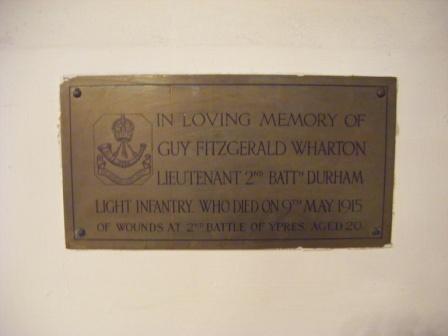 IN LOVING MEMORY OF
GUY FITZGERALD WHARTON
LIEUTENANT 2ND BATTN DURHAM
LIGHT INFANTRY. WHO DIED ON 9TH MAY 1915
OF WOUNDS AT 2ND BATTLE OF YPRES. AGED 20.